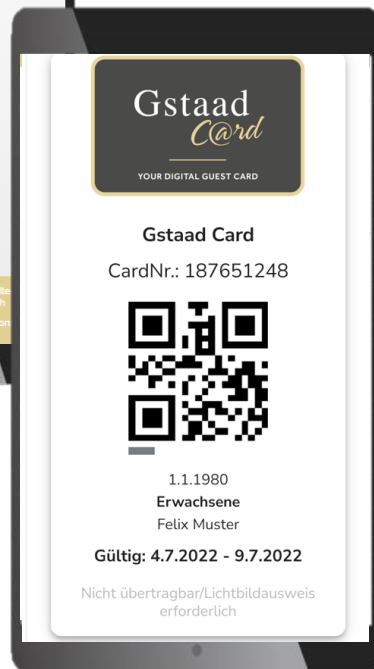 Gstaad
C@rd
YOUR DIGITAL GUEST CARD
Gstaad Card
CardNr.: 187651248
1.1.1980
Erwachsene
Felix Muster
Gültig: 4.7.2022 - 9.7.2022
Nicht übertragbar/Lichtbildausweis
erforderlich